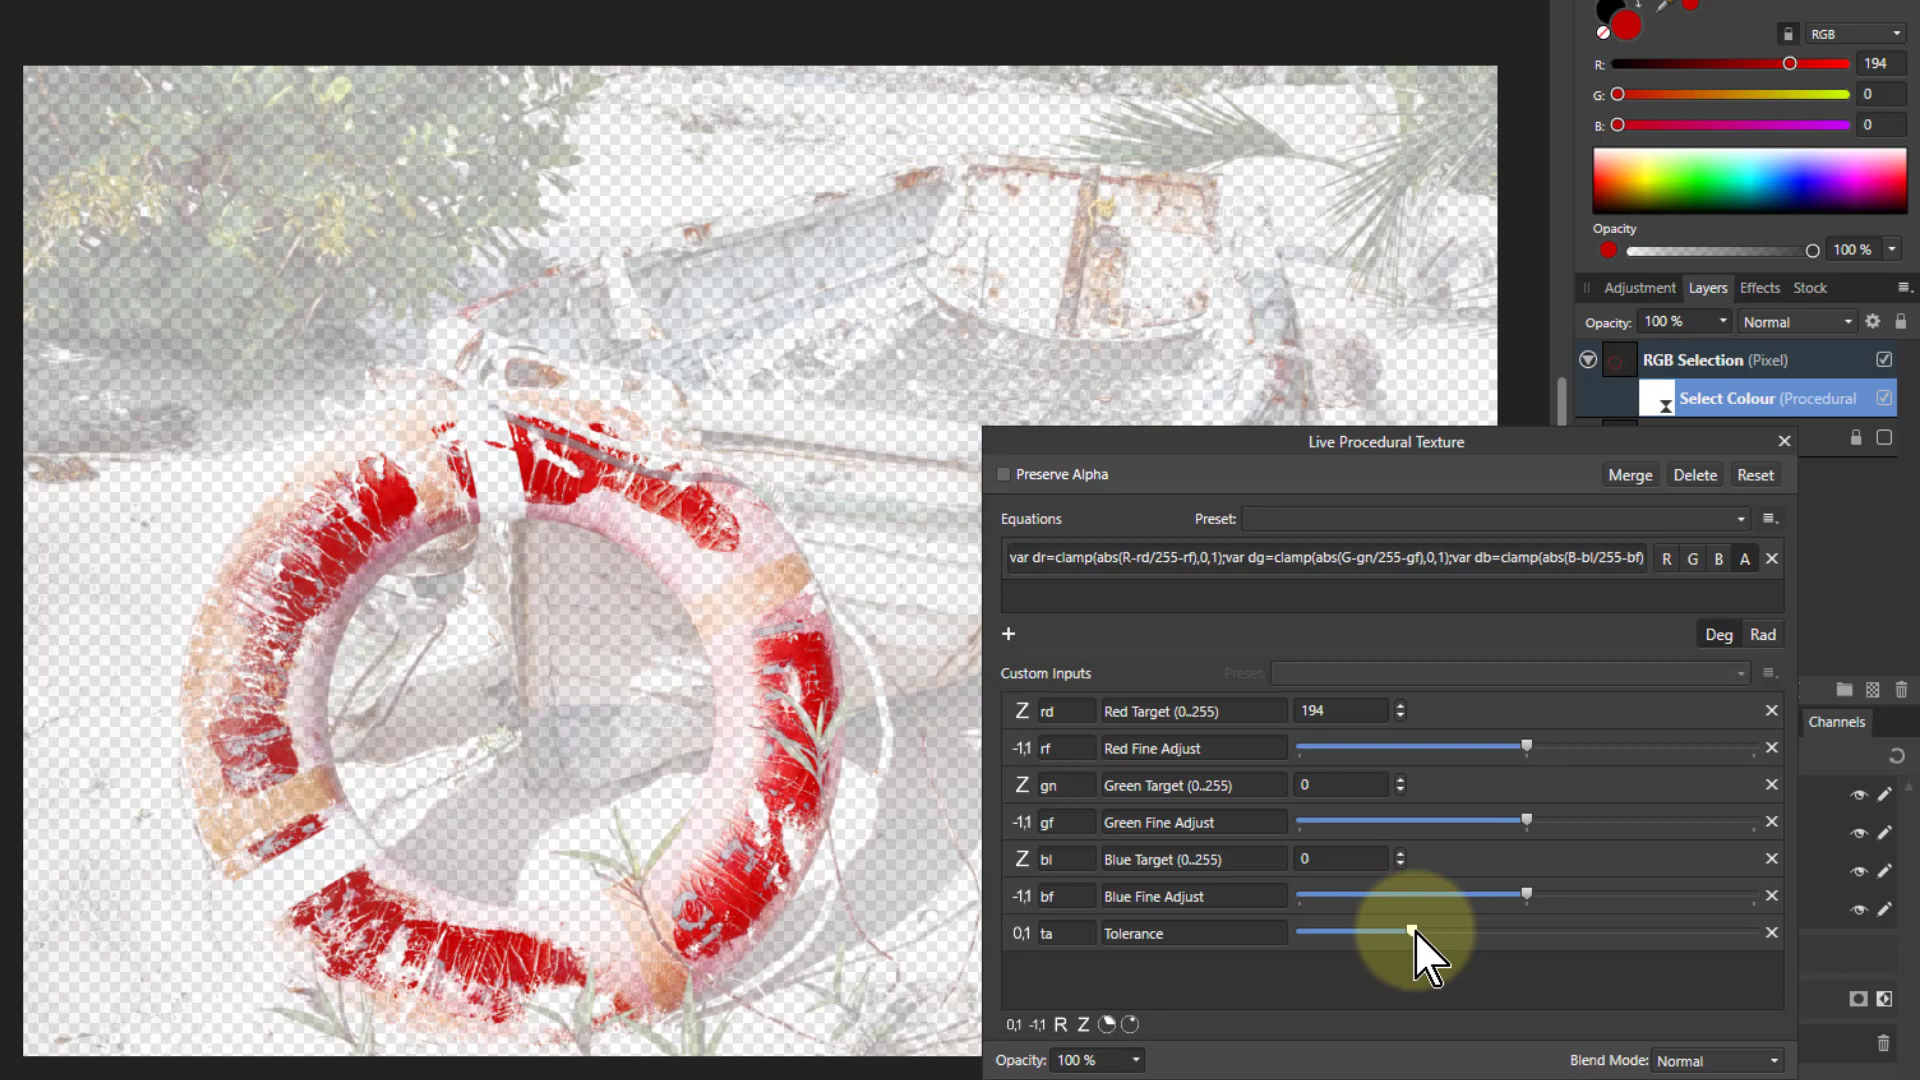 RGB
R: 194
G: 0
B: 0
Opacity
100 %
Adjustment Layers Effects Stock
Opacity: 100 % Normal
RGB Selection (Pixel)
Select Colour (Procedural
Live Procedural Texture
Preserve Alpha Merge Delete Reset
Equations Preset:
var dr=clamp(abs(R-rd/255-rf),0,1);var dg=clamp(abs(G-gn/255-gf),0,1);var db=clamp(abs(B-bl/255-bf) R G B A
+ Deg Rad
Custom Inputs Preset:
Z rd Red Target (0..255) 194
-1,1 rf Red Fine Adjust
Z gn Green Target (0..255) 0
-1,1 gf Green Fine Adjust
Z bl Blue Target (0..255) 0
-1,1 bf Blue Fine Adjust
0,1 ta Tolerance
0,1 -1,1 R Z
Opacity: 100 % Blend Mode: Normal
Channels